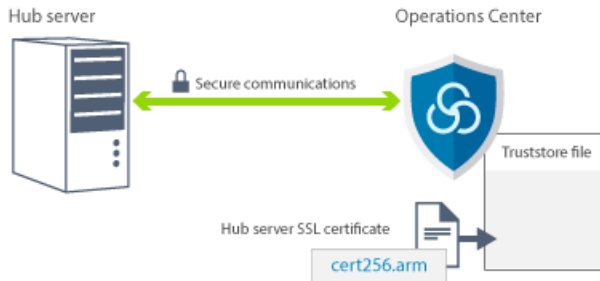 Hub server
Operations Center
Secure communications
Truststore file
Hub server SSL certificate
cert256.arm